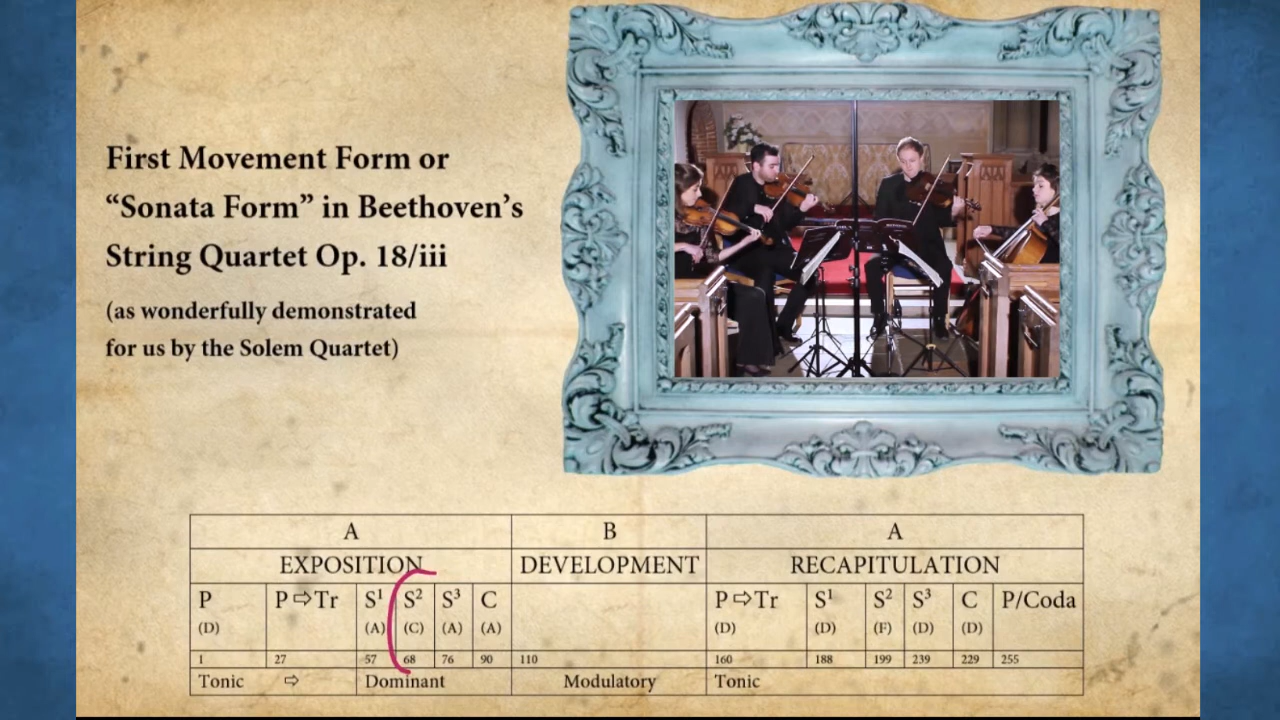 First Movement Form or
“Sonata Form” in Beethoven’s
String Quartet Op. 18/iii
(as wonderfully demonstrated
for us by the Solem Quartet)
A B A
EXPOSITION DEVELOPMENT RECAPITULATION
P P⇨Tr S¹ S² S³ C P⇨Tr S¹ S² S³ C P/Coda
(D) (A) (C) (A) (A) (D) (D) (F) (D) (D)
1 27 57 68 76 90 110 160 188 199 239 229 255
Tonic ⇨ Dominant Modulatory Tonic